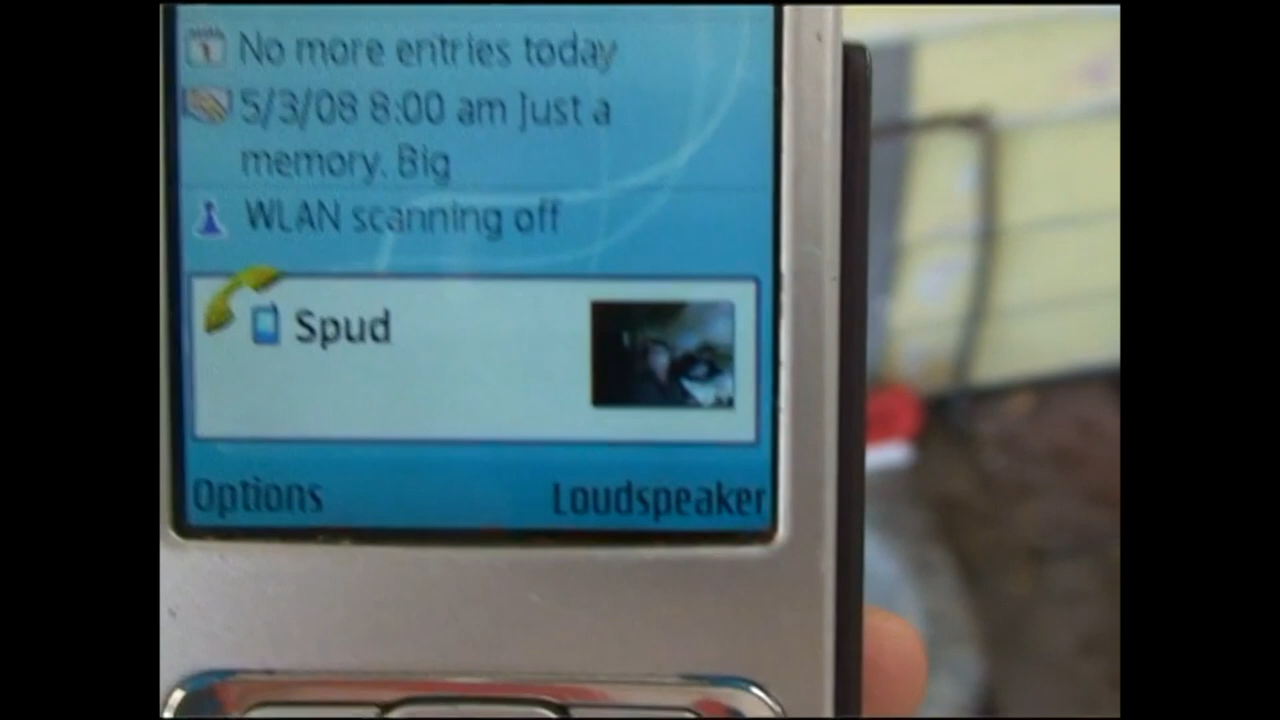 No more entries today
5/3/08 8:00 am Just a
memory. Big
WLAN scanning off
Spud
Options Loudspeaker